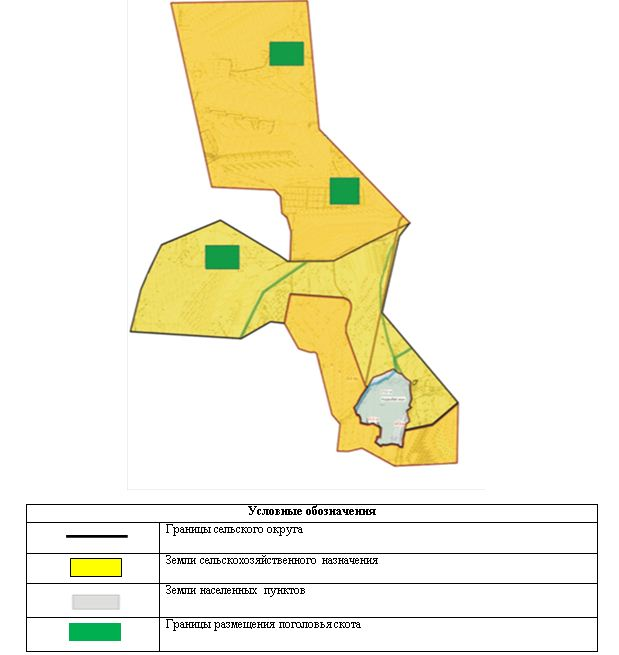 Условные обозначения
Границы сельского округа
Земли сельскохозяйственного назначения
Земли населенных пунктов
Границы размещения поголовья скота